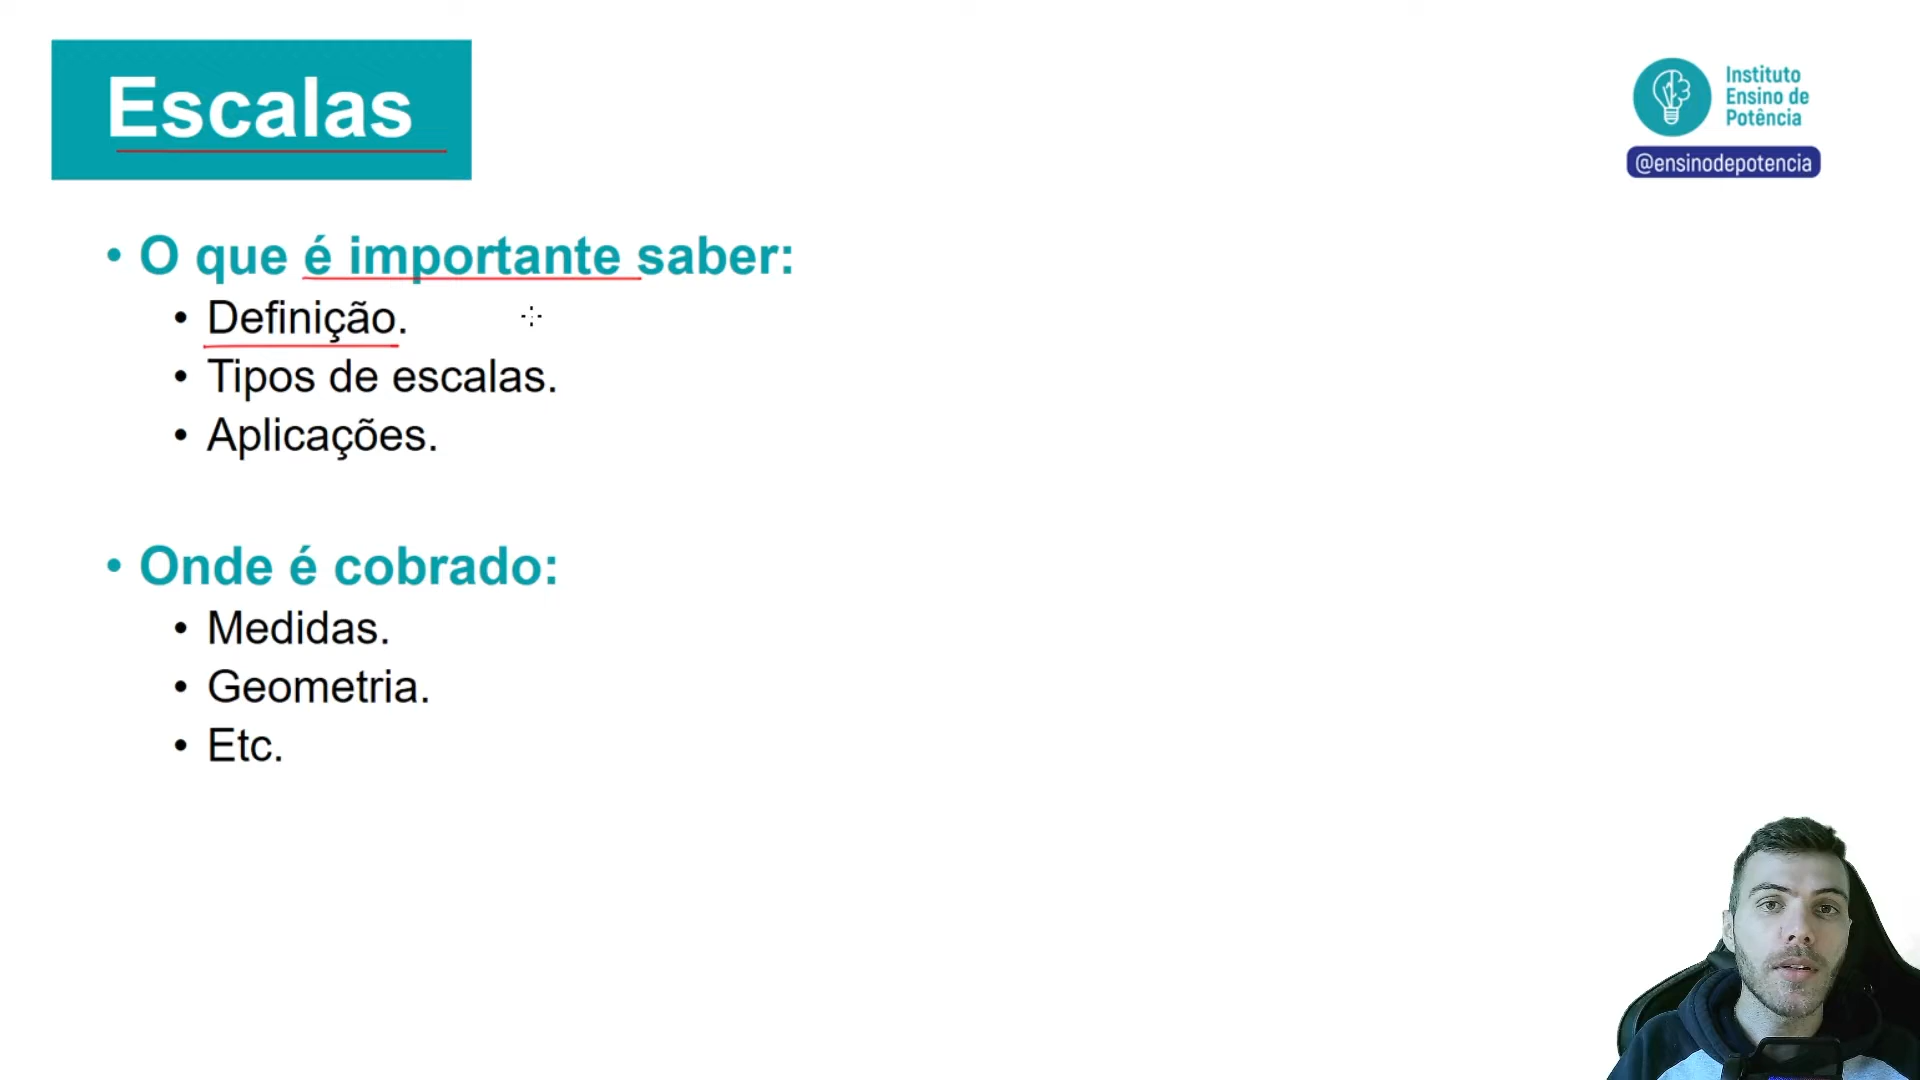 Escalas
Instituto
Ensino de
Potência
@ensinodepotencia
• O que é importante saber:
• Definição.
• Tipos de escalas.
• Aplicações.
• Onde é cobrado:
• Medidas.
• Geometria.
• Etc.